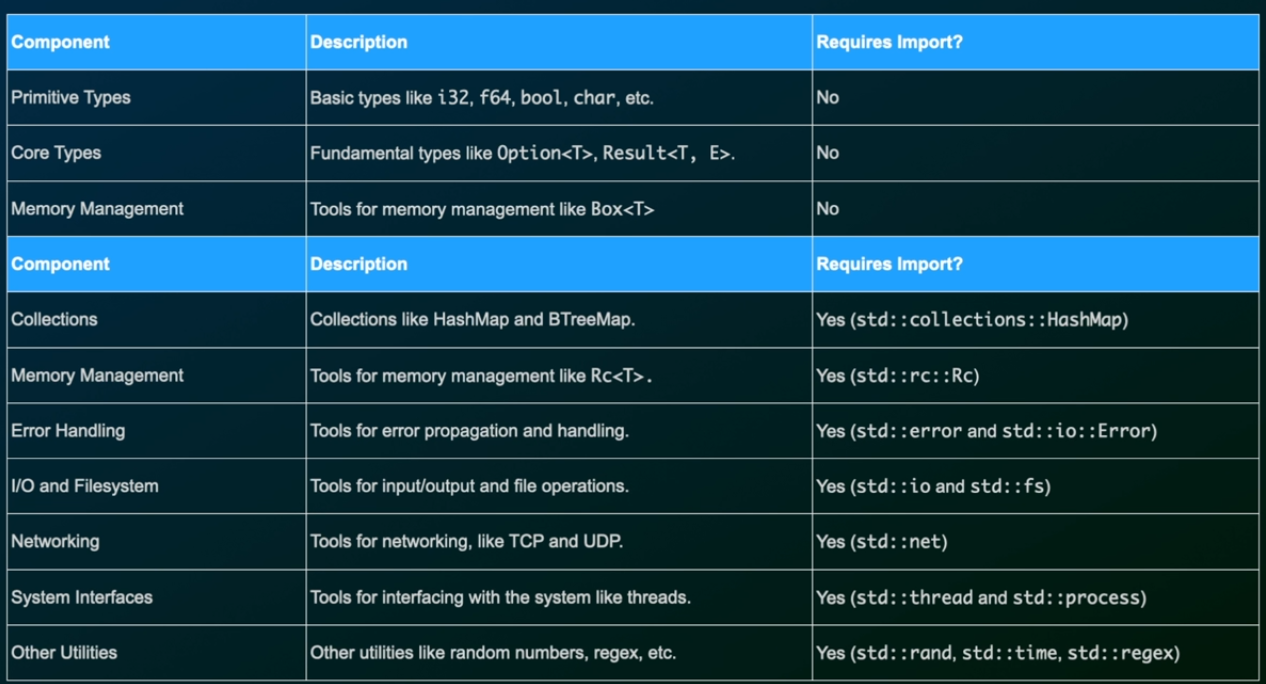 Component Description Requires Import?
Primitive Types Basic types like i32, f64, bool, char, etc. No
Core Types Fundamental types like Option<T>, Result<T, E>. No
Memory Management Tools for memory management like Box<T> No
Component Description Requires Import?
Collections Collections like HashMap and BTreeMap. Yes (std::collections::HashMap)
Memory Management Tools for memory management like Rc<T>. Yes (std::rc::Rc)
Error Handling Tools for error propagation and handling. Yes (std::error and std::io::Error)
I/O and Filesystem Tools for input/output and file operations. Yes (std::io and std::fs)
Networking Tools for networking, like TCP and UDP. Yes (std::net)
System Interfaces Tools for interfacing with the system like threads. Yes (std::thread and std::process)
Other Utilities Other utilities like random numbers, regex, etc. Yes (std::rand, std::time, std::regex)